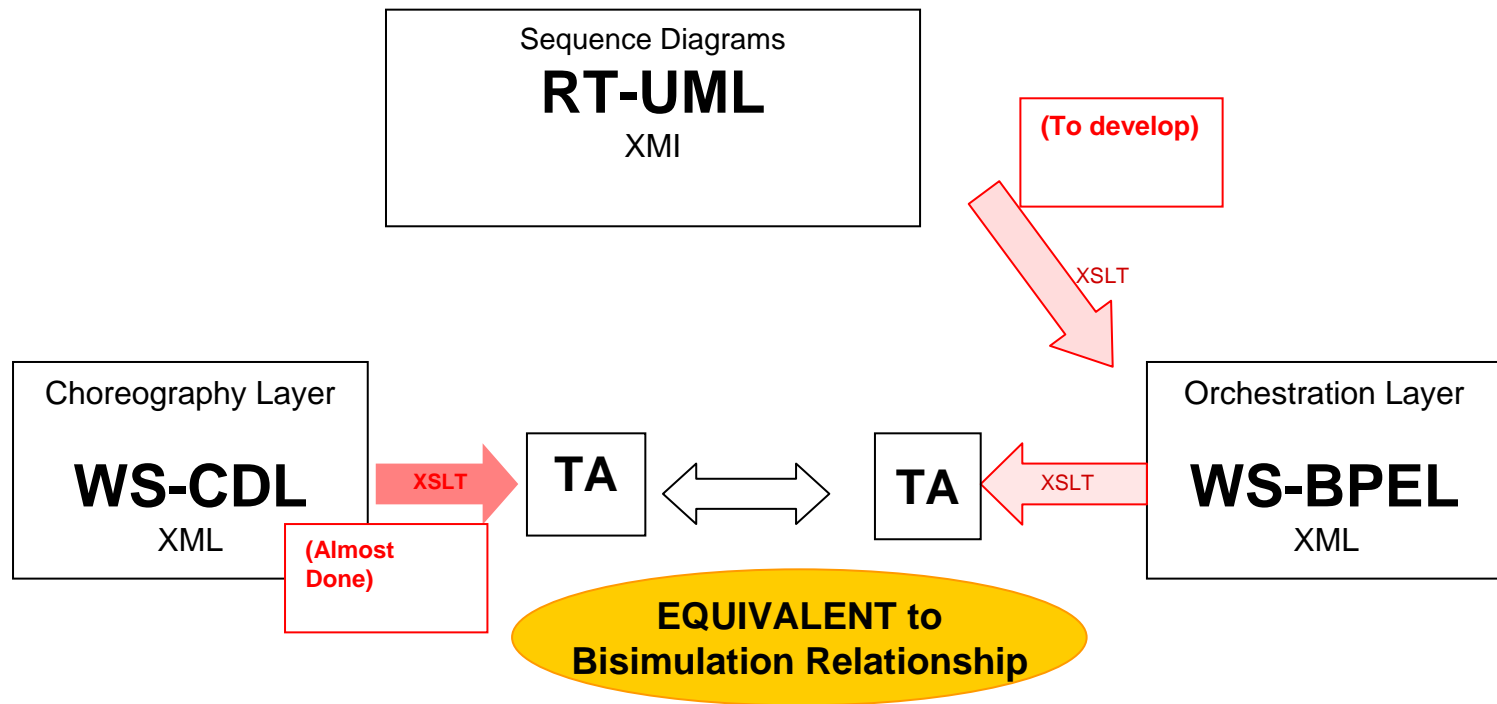 Sequence Diagrams
RT-UML
XMI
(To develop)
XSLT
Choreography Layer
WS-CDL
XML
(Almost
Done)
XSLT
TA
TA
XSLT
Orchestration Layer
WS-BPEL
XML
EQUIVALENT to
Bisimulation Relationship